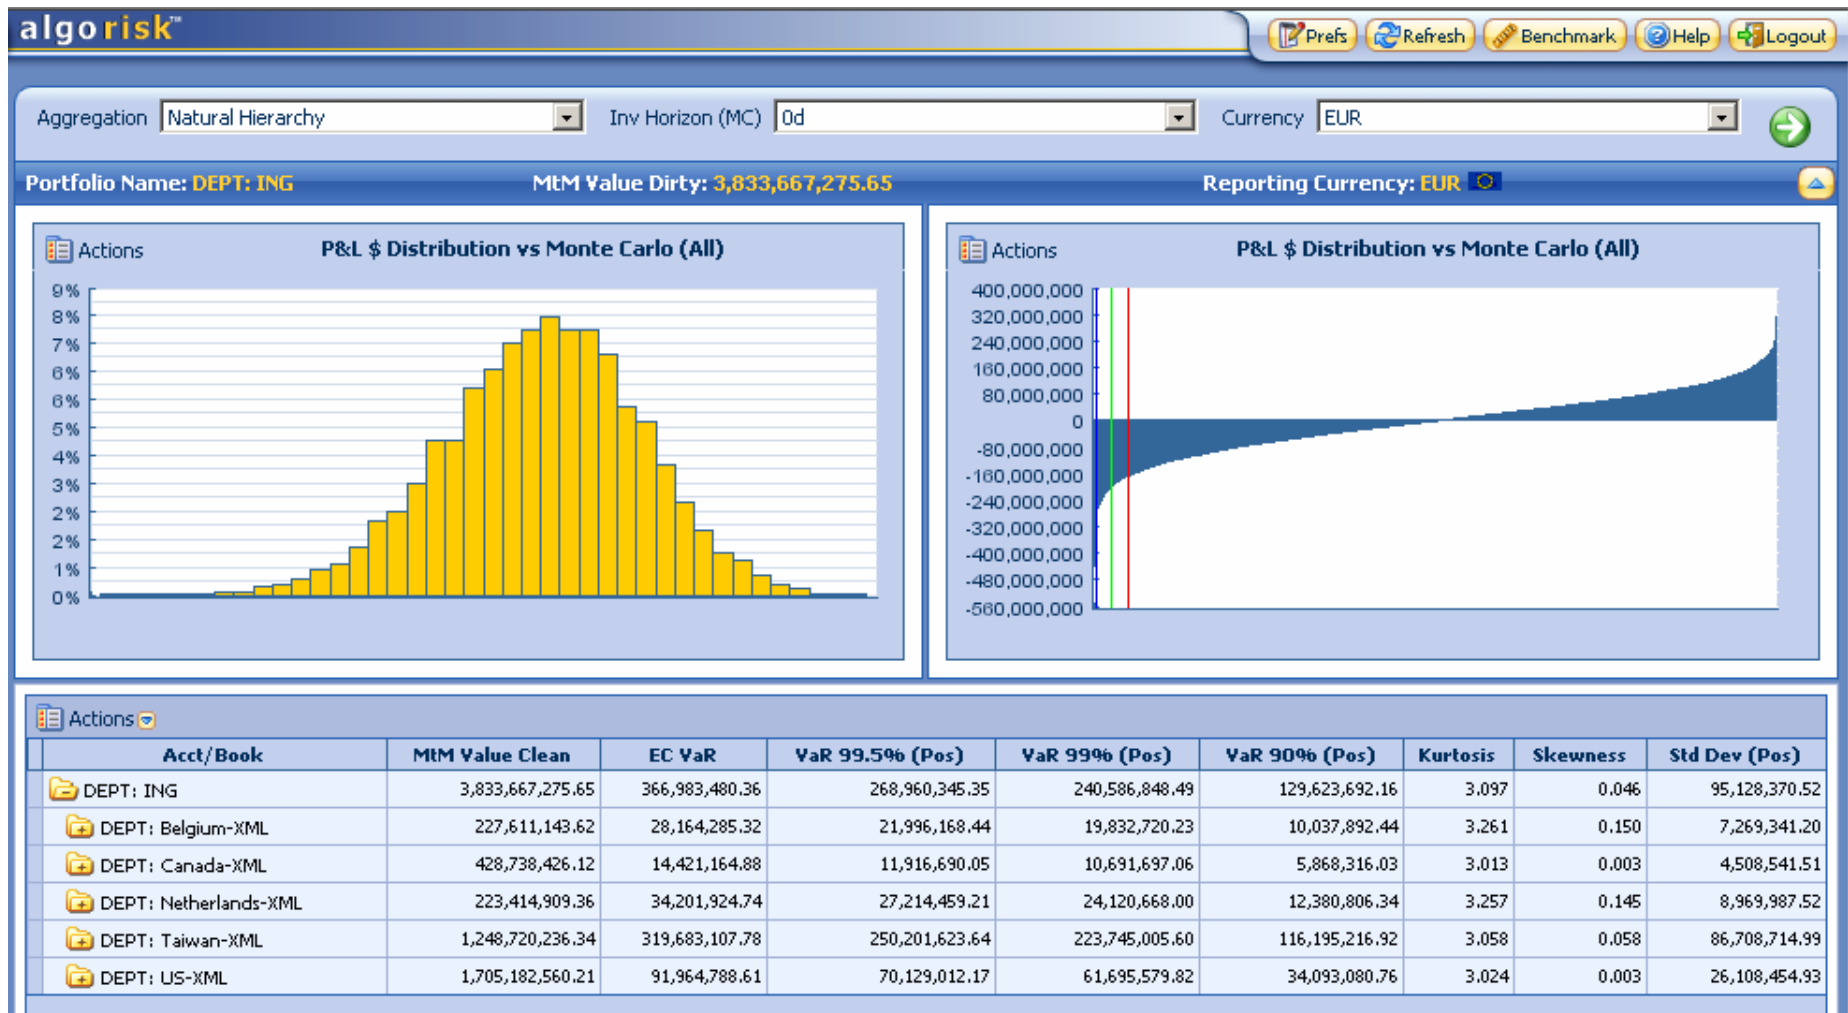 algorisk™
Prefs Refresh Benchmark Help Logout
Aggregation Natural Hierarchy Inv Horizon (MC) 0d Currency EUR
Portfolio Name: DEPT: ING MtM Value Dirty: 3,833,667,275.65 Reporting Currency: EUR
Actions P&L $ Distribution vs Monte Carlo (All)
9%
8%
7%
6%
6%
5%
4%
3%
2%
2%
1%
0%
Actions P&L $ Distribution vs Monte Carlo (All)
400,000,000
320,000,000
240,000,000
160,000,000
80,000,000
0
-80,000,000
-160,000,000
-240,000,000
-320,000,000
-400,000,000
-480,000,000
-560,000,000
Actions
Acct/Book MtM Value Clean EC VaR VaR 99.5% (Pos) VaR 99% (Pos) VaR 90% (Pos) Kurtosis Skewness Std Dev (Pos)
DEPT: ING 3,833,667,275.65 366,983,480.36 268,960,345.35 240,586,848.49 129,623,692.16 3.097 0.046 95,128,370.52
DEPT: Belgium-XML 227,611,143.62 28,164,285.32 21,996,168.44 19,832,720.23 10,037,892.44 3.261 0.150 7,269,341.20
DEPT: Canada-XML 428,738,426.12 14,421,164.88 11,916,690.05 10,691,697.06 5,868,316.03 3.013 0.003 4,508,541.51
DEPT: Netherlands-XML 223,414,909.36 34,201,924.74 27,214,459.21 24,120,668.00 12,380,806.34 3.257 0.145 8,969,987.52
DEPT: Taiwan-XML 1,248,720,236.34 319,683,107.78 250,201,623.64 223,745,005.60 116,195,216.92 3.058 0.058 86,708,714.99
DEPT: US-XML 1,705,182,560.21 91,964,788.61 70,129,012.17 61,695,579.82 34,093,080.76 3.024 0.003 26,108,454.93